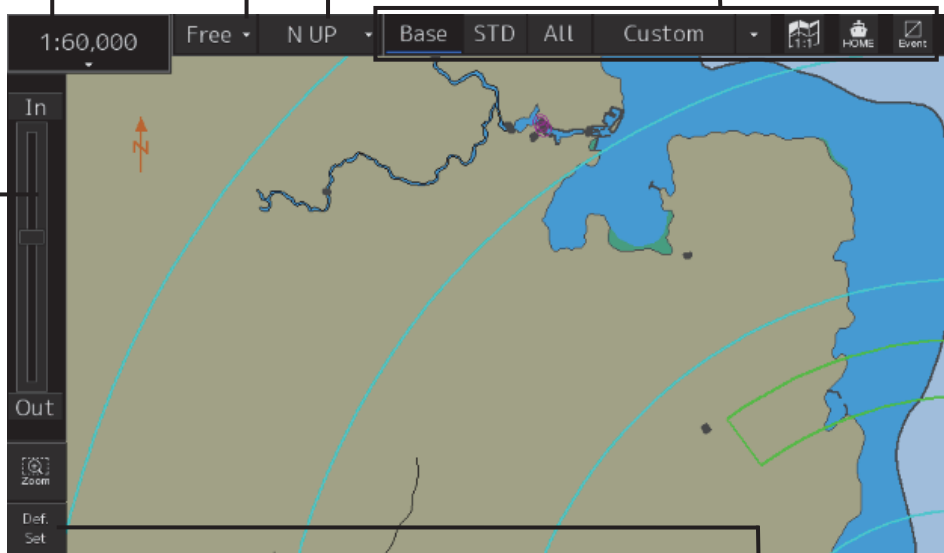 1:60,000
Free
N UP
Base
STD
All
Custom
1:1
HOME
Event
In
N
Out
Zoom
Def.
Set